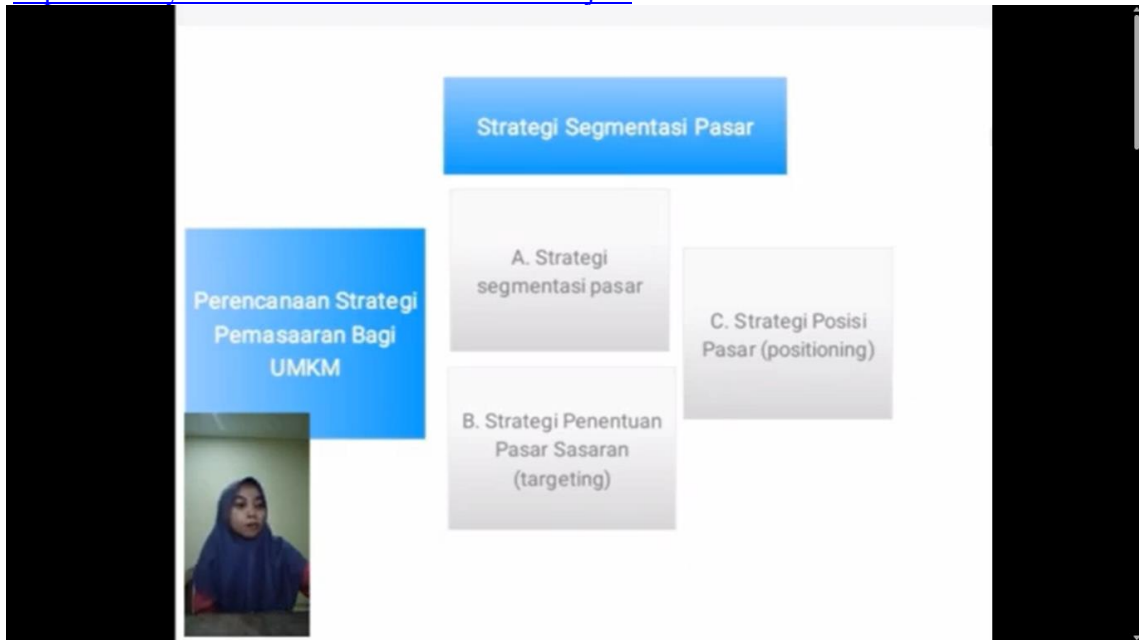 Strategi Segmentasi Pasar
Perencanaan Strategi
Pemasaaran Bagi
UMKM
A. Strategi
segmentasi pasar
B. Strategi Penentuan
Pasar Sasaran
(targeting)
C. Strategi Posisi
Pasar (positioning)